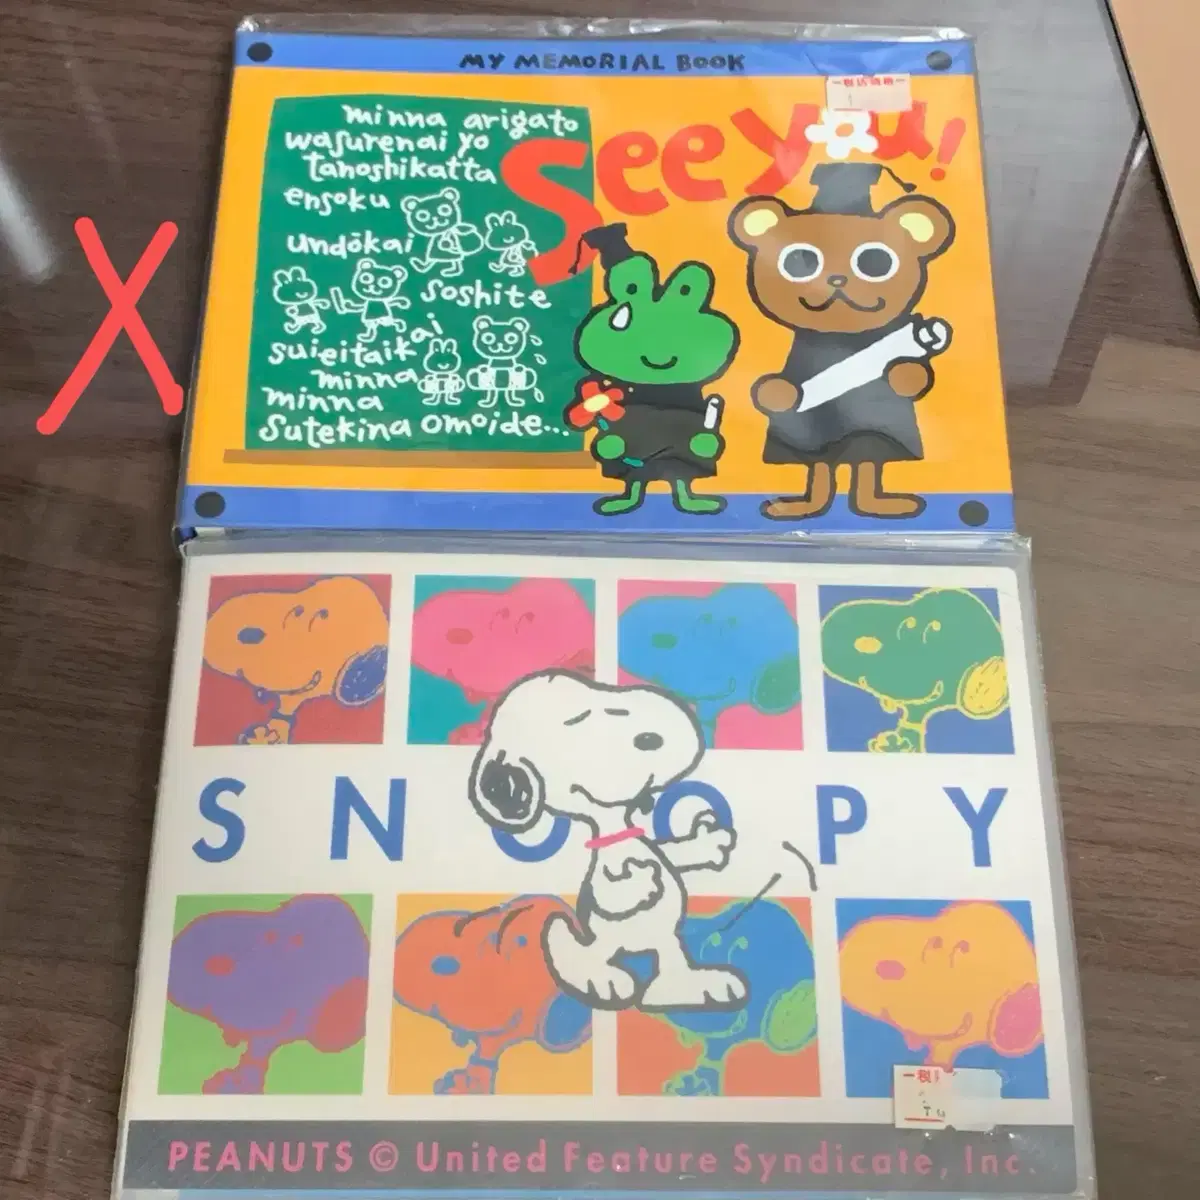 MY MEMORIAL BOOK
minna arigato
wasurenai yo
tanoshikatta
ensoku
undōkai
soshite
suieitaikai
minna
minna
sutekina omoide...
See you!
X
SNOOPY
PEANUTS © United Feature Syndicate, Inc.